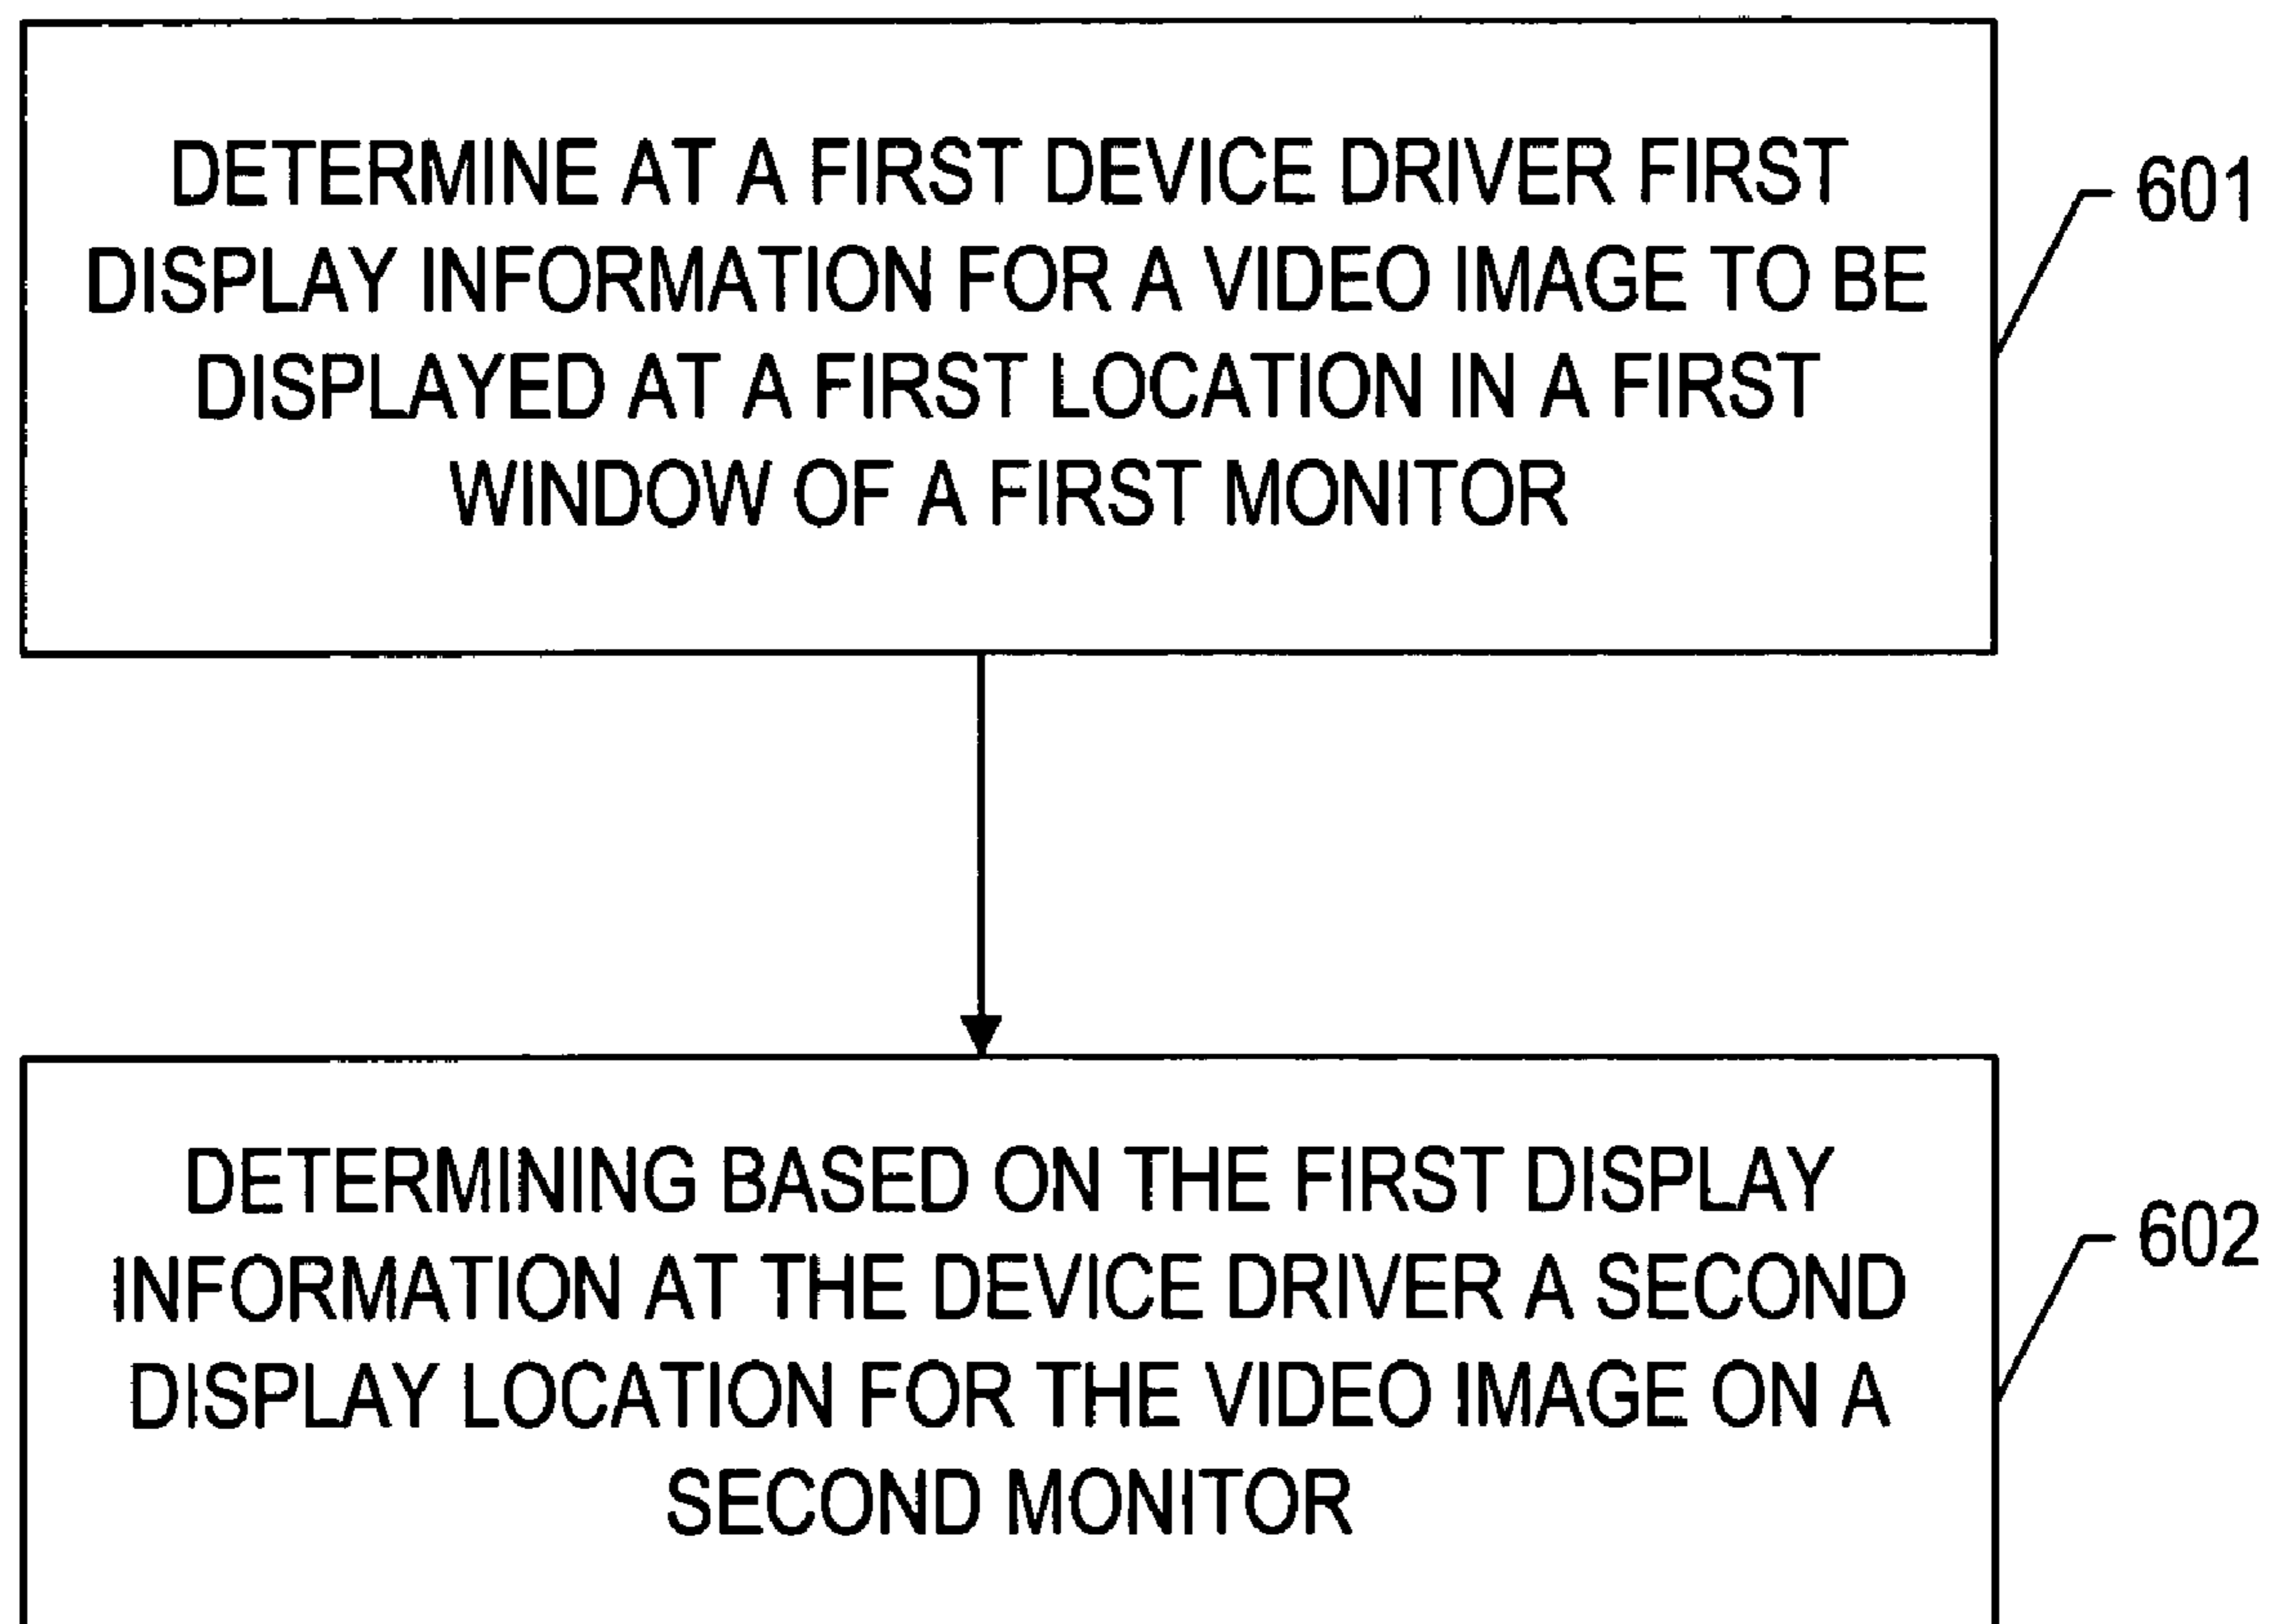 DETERMINE AT A FIRST DEVICE DRIVER FIRST
DISPLAY INFORMATION FOR A VIDEO IMAGE TO BE
DISPLAYED AT A FIRST LOCATION IN A FIRST
WINDOW OF A FIRST MONITOR
601
DETERMINING BASED ON THE FIRST DISPLAY
INFORMATION AT THE DEVICE DRIVER A SECOND
DISPLAY LOCATION FOR THE VIDEO IMAGE ON A
SECOND MONITOR
602